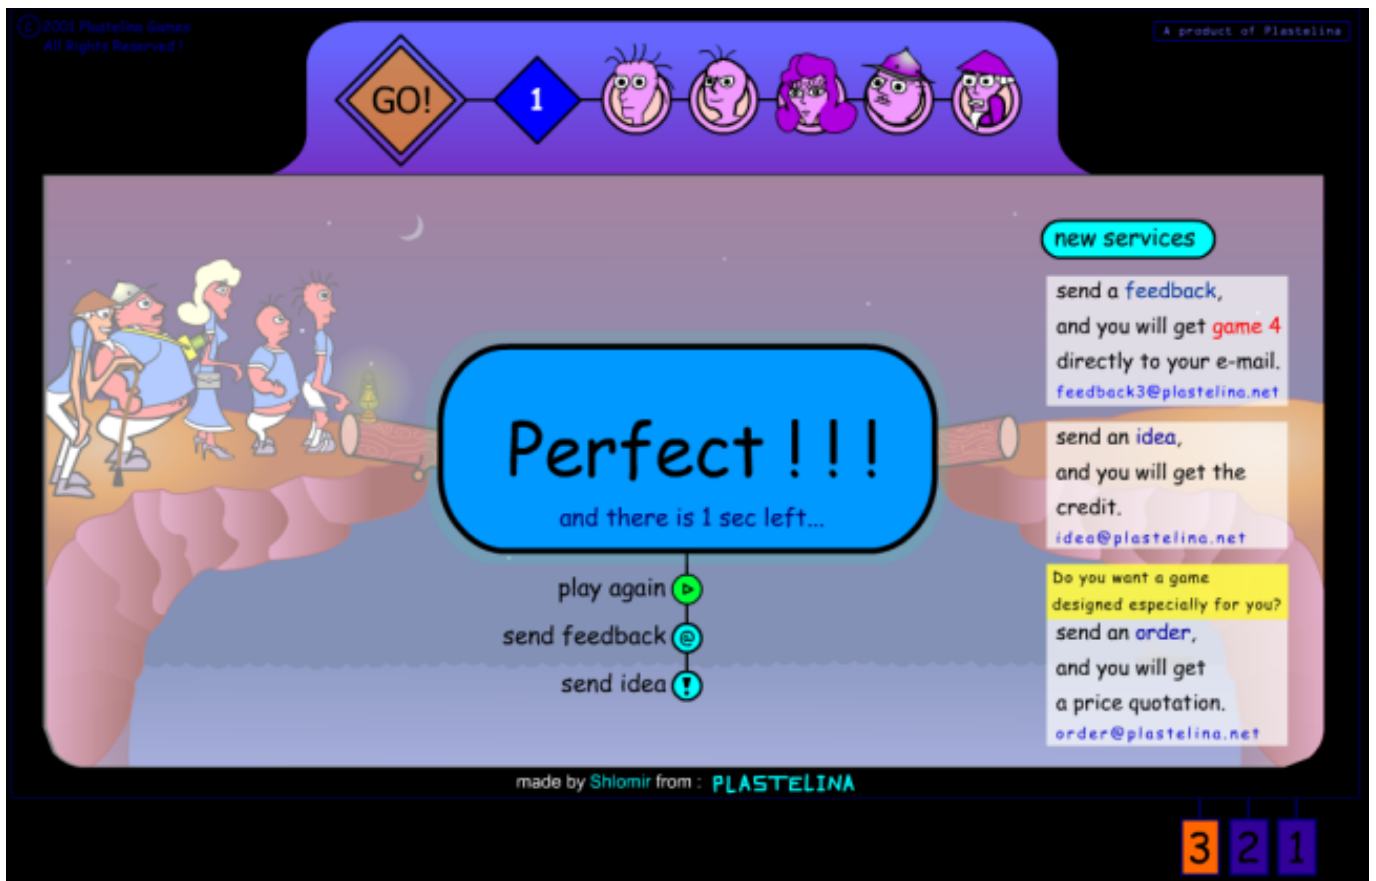 © 2001 Plastelina Games
All Rights Reserved !
A product of Plastelina
GO!
1
new services
send a feedback,
and you will get game 4
directly to your e-mail.
feedback3@plastelina.net
send an idea,
and you will get the
credit.
idea@plastelina.net
Do you want a game
designed especially for you?
send an order,
and you will get
a price quotation.
order@plastelina.net
Perfect ! ! !
and there is 1 sec left...
play again
send feedback @
send idea !
made by Shlomir from : PLASTELINA
3 2 1